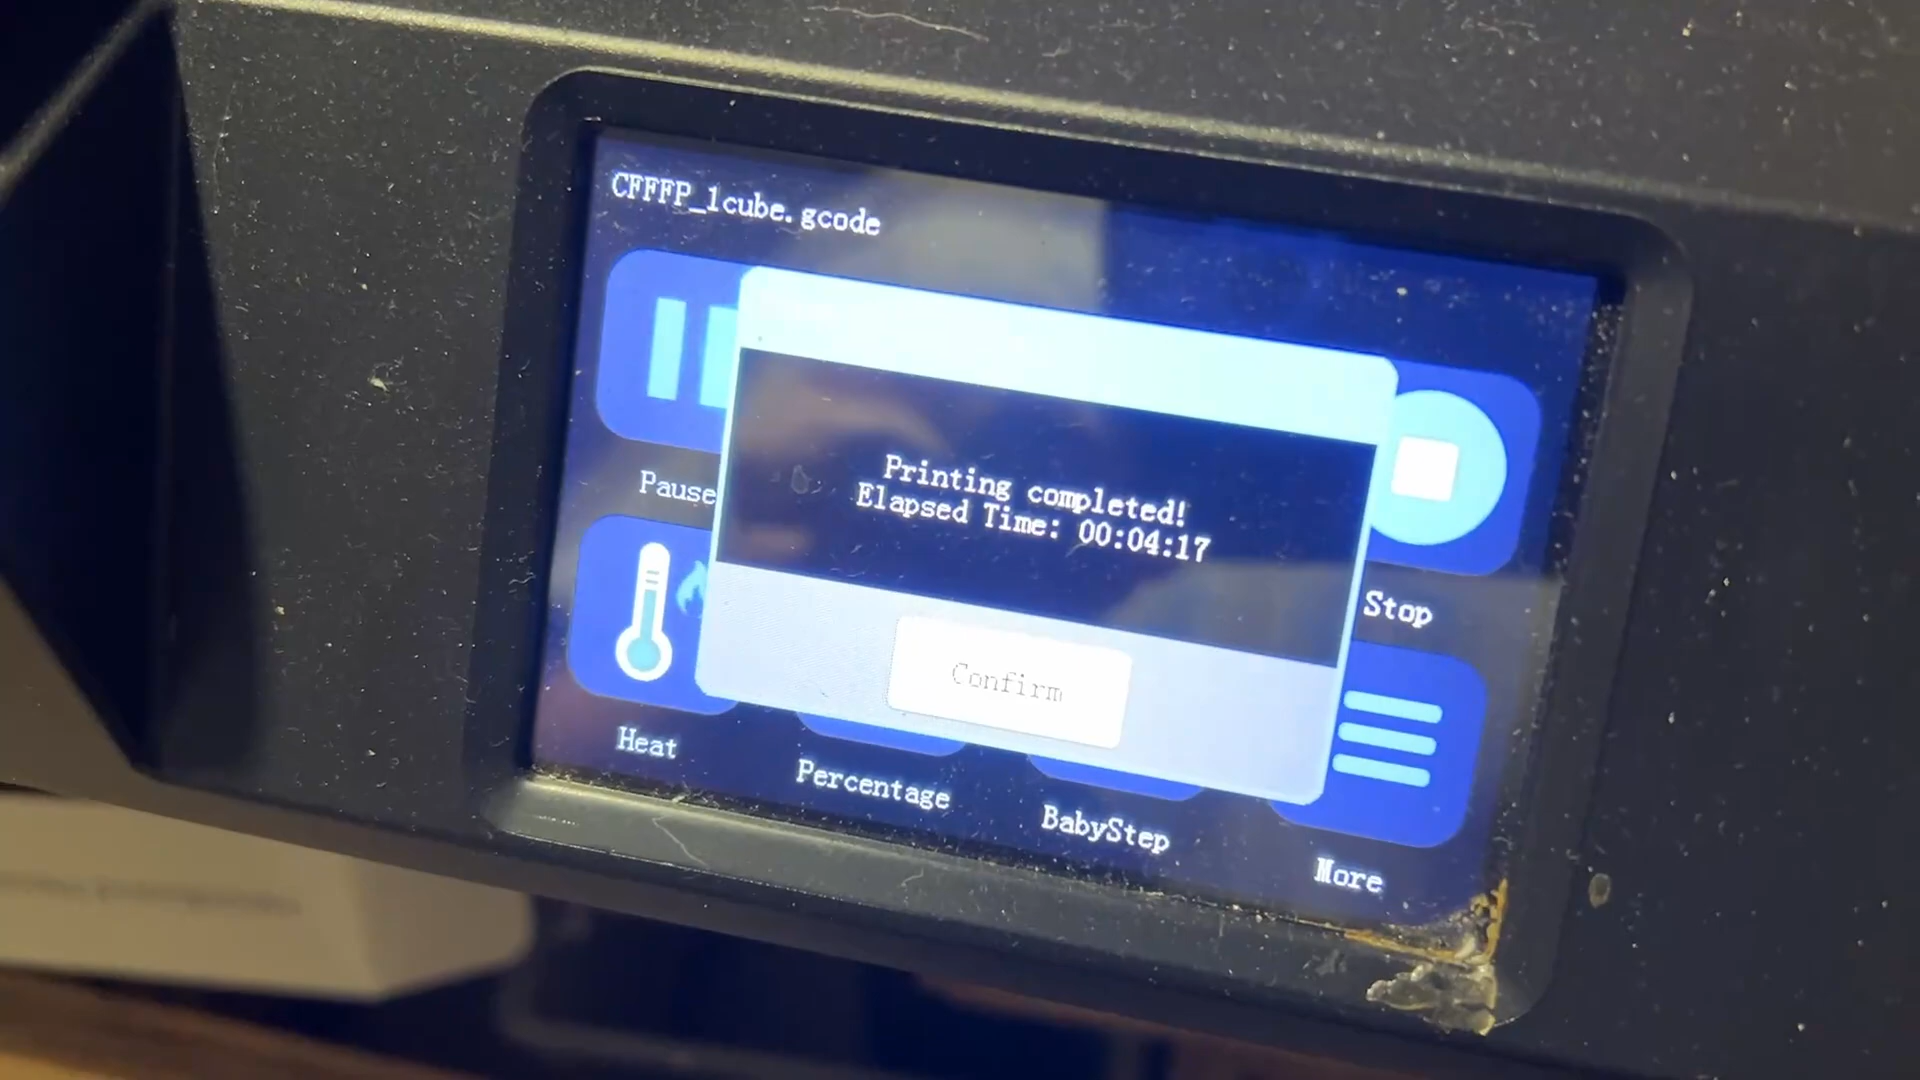 CFFFP_1cube.gcode
Printing completed!
Elapsed Time: 00:04:17
Confirm
Pause
Stop
Heat
Percentage
BabyStep
More